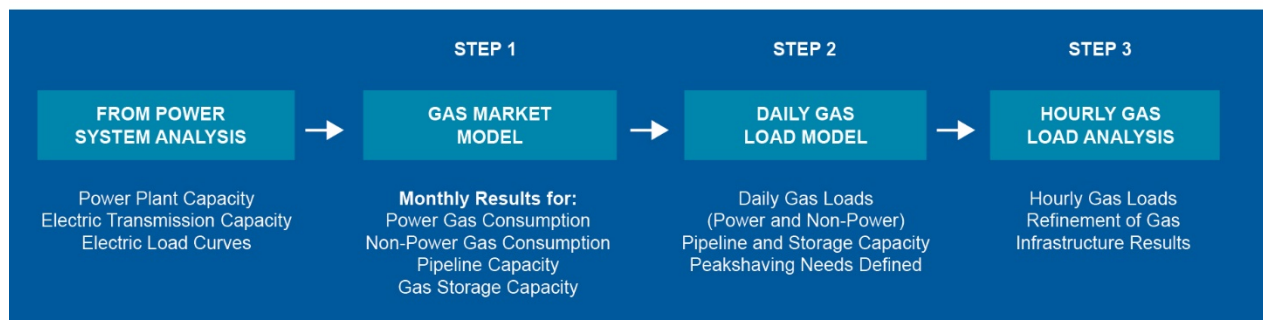 STEP 1
STEP 2
STEP 3
FROM POWER
SYSTEM ANALYSIS
GAS MARKET
MODEL
DAILY GAS
LOAD MODEL
HOURLY GAS
LOAD ANALYSIS
Power Plant Capacity
Electric Transmission Capacity
Electric Load Curves
Monthly Results for:
Power Gas Consumption
Non-Power Gas Consumption
Pipeline Capacity
Gas Storage Capacity
Daily Gas Loads
(Power and Non-Power)
Pipeline and Storage Capacity
Peakshaving Needs Defined
Hourly Gas Loads
Refinement of Gas
Infrastructure Results